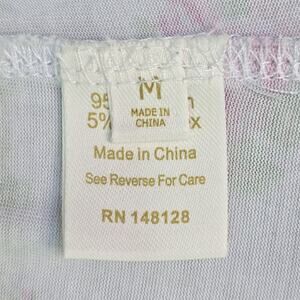 M
MADE IN
CHINA
95
5% x
Made in China
See Reverse For Care
RN 148128